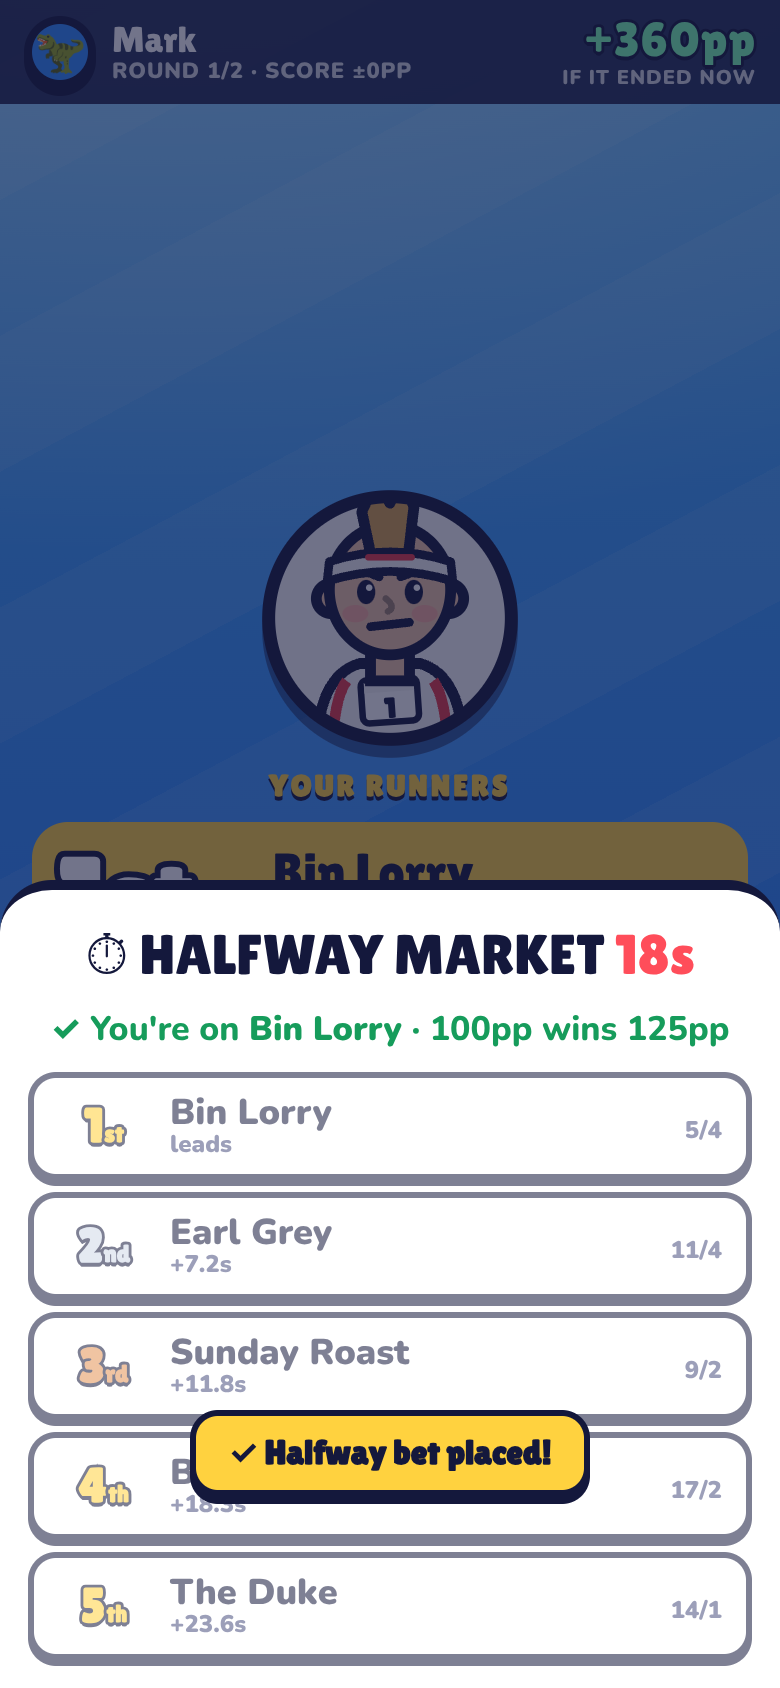 Mark
ROUND 1/2 · SCORE ±0PP
+360pp
IF IT ENDED NOW
1
YOUR RUNNERS
Bin Lorry
HALFWAY MARKET 18s
✓ You're on Bin Lorry · 100pp wins 125pp
1st
Bin Lorry
leads
5/4
2nd
Earl Grey
+7.2s
11/4
3rd
Sunday Roast
+11.8s
9/2
✓ Halfway bet placed!
4th
17/2
5th
The Duke
+23.6s
14/1